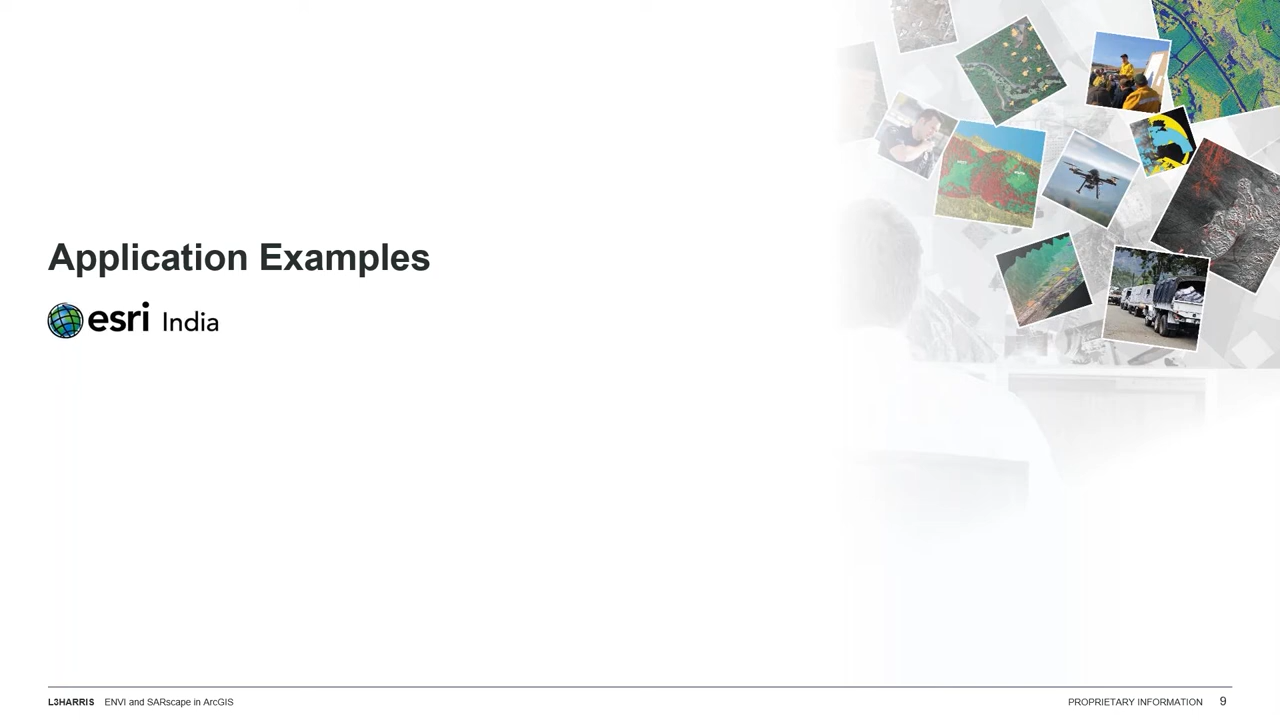 Application Examples
esri India
L3HARRIS ENVI and SARscape in ArcGIS
PROPRIETARY INFORMATION 9